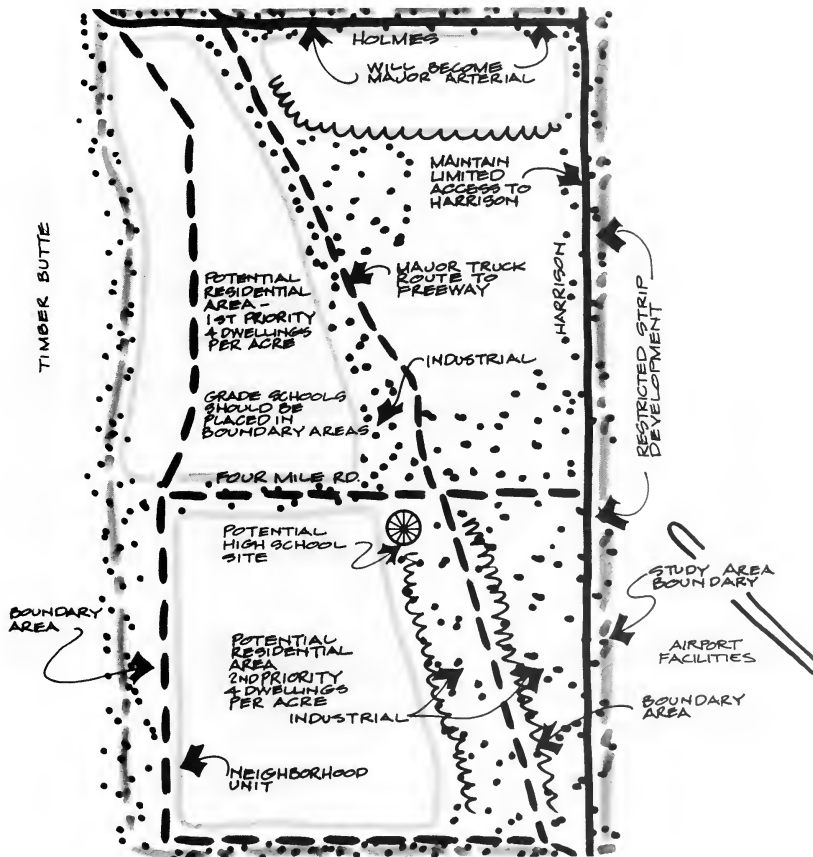 HOLMES
WILL BECOME
MAJOR ARTERIAL
MAINTAIN
LIMITED
ACCESS TO
HARRISON
TIMBER BUTTE
HARRISON
RESTRICTED STRIP
DEVELOPMENT
POTENTIAL
RESIDENTIAL
AREA -
1ST PRIORITY
4 DWELLINGS
PER ACRE
MAJOR TRUCK
ROUTE TO
FREEWAY
INDUSTRIAL
GRADE SCHOOLS
SHOULD BE
PLACED IN
BOUNDARY AREAS
FOUR MILE RD.
POTENTIAL
HIGH SCHOOL
SITE
STUDY AREA
BOUNDARY
AIRPORT
FACILITIES
BOUNDARY
AREA
POTENTIAL
RESIDENTIAL
AREA
2ND PRIORITY
4 DWELLINGS
PER ACRE
INDUSTRIAL
BOUNDARY
AREA
NEIGHBORHOOD
UNIT